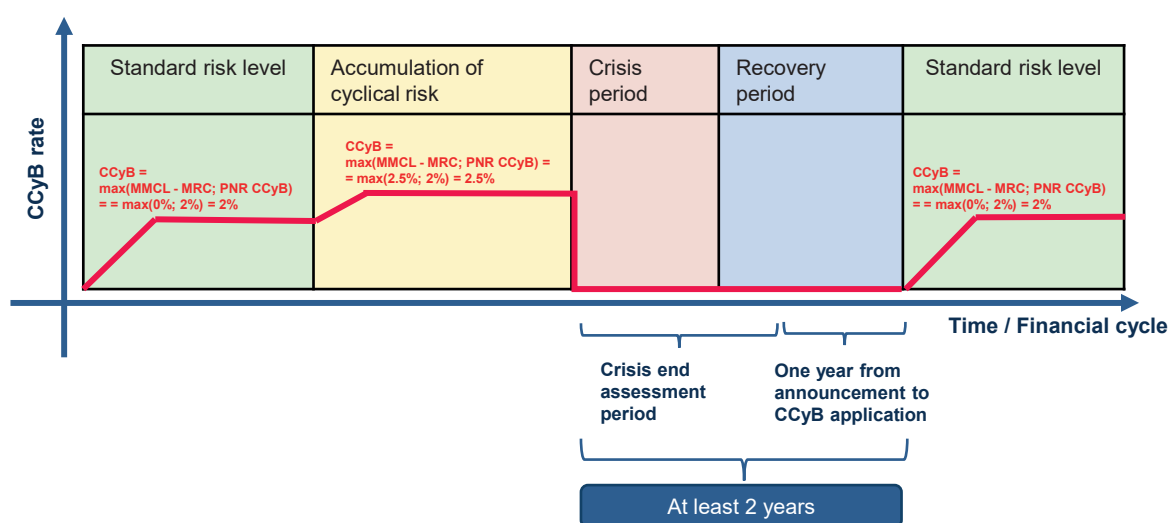 Standard risk level
Accumulation of
cyclical risk
Crisis
period
Recovery
period
Standard risk level
CCyB rate
CCyB =
max(MMCL - MRC; PNR CCyB)
= = max(0%; 2%) = 2%
CCyB =
max(MMCL - MRC; PNR CCyB) =
= max(2.5%; 2%) = 2.5%
CCyB =
max(MMCL - MRC; PNR CCyB)
= = max(0%; 2%) = 2%
Time / Financial cycle
Crisis end
assessment
period
One year from
announcement to
CCyB application
At least 2 years